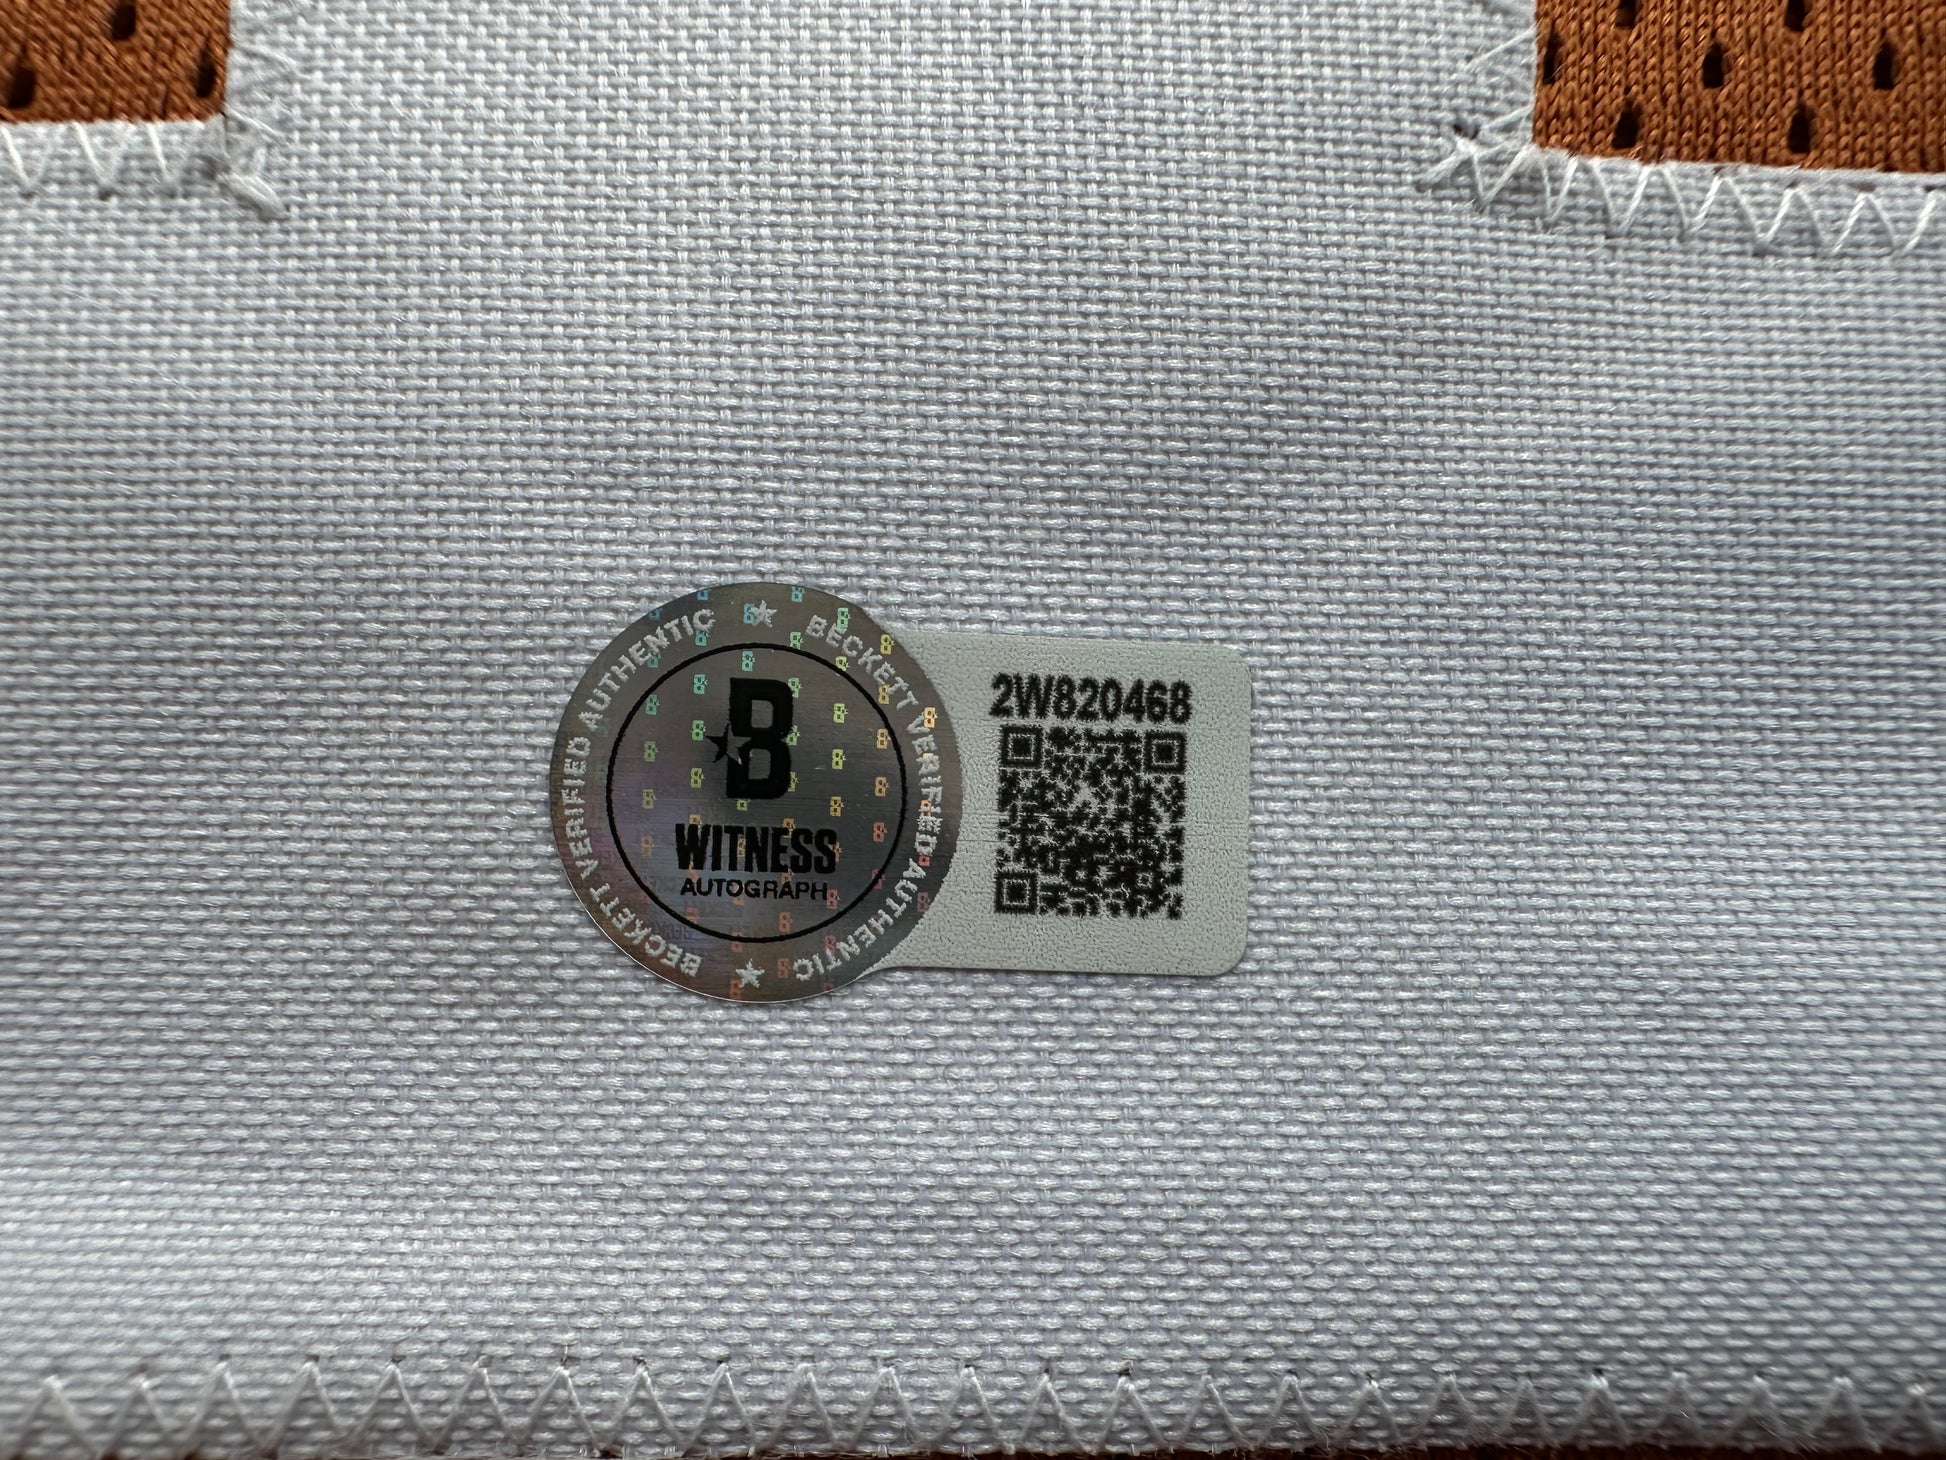 BECKETT VERIFIED AUTHENTIC ★ BECKETT VERIFIED AUTHENTIC ★
B
WITNESS
AUTOGRAPH
2W820468